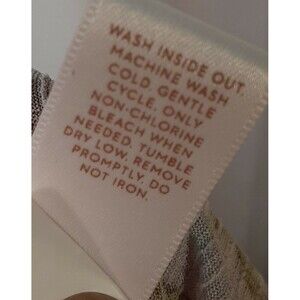 WASH INSIDE OUT.
MACHINE WASH
COLD, GENTLE
CYCLE. ONLY
NON-CHLORINE
BLEACH WHEN
NEEDED. TUMBLE
DRY LOW. REMOVE
PROMPTLY. DO
NOT IRON.